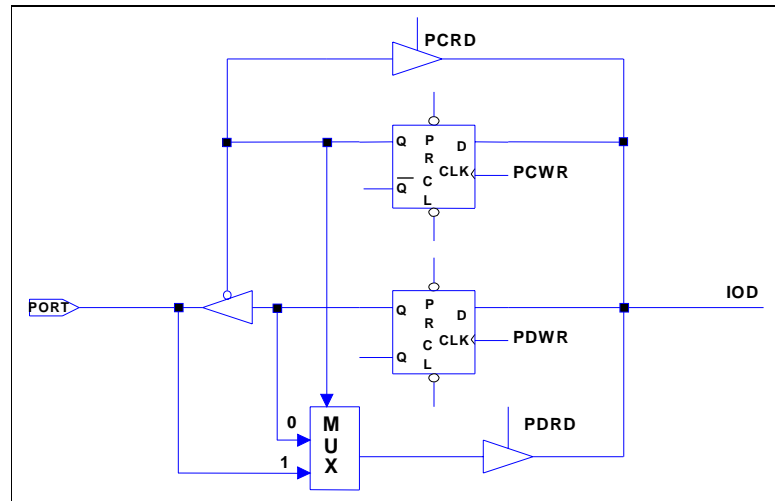 PCRD
Q P R D
CLK PCWR
Q C L
PORT
IOD
Q P R D
CLK PDWR
Q C L
0 M U X
PDRD
1